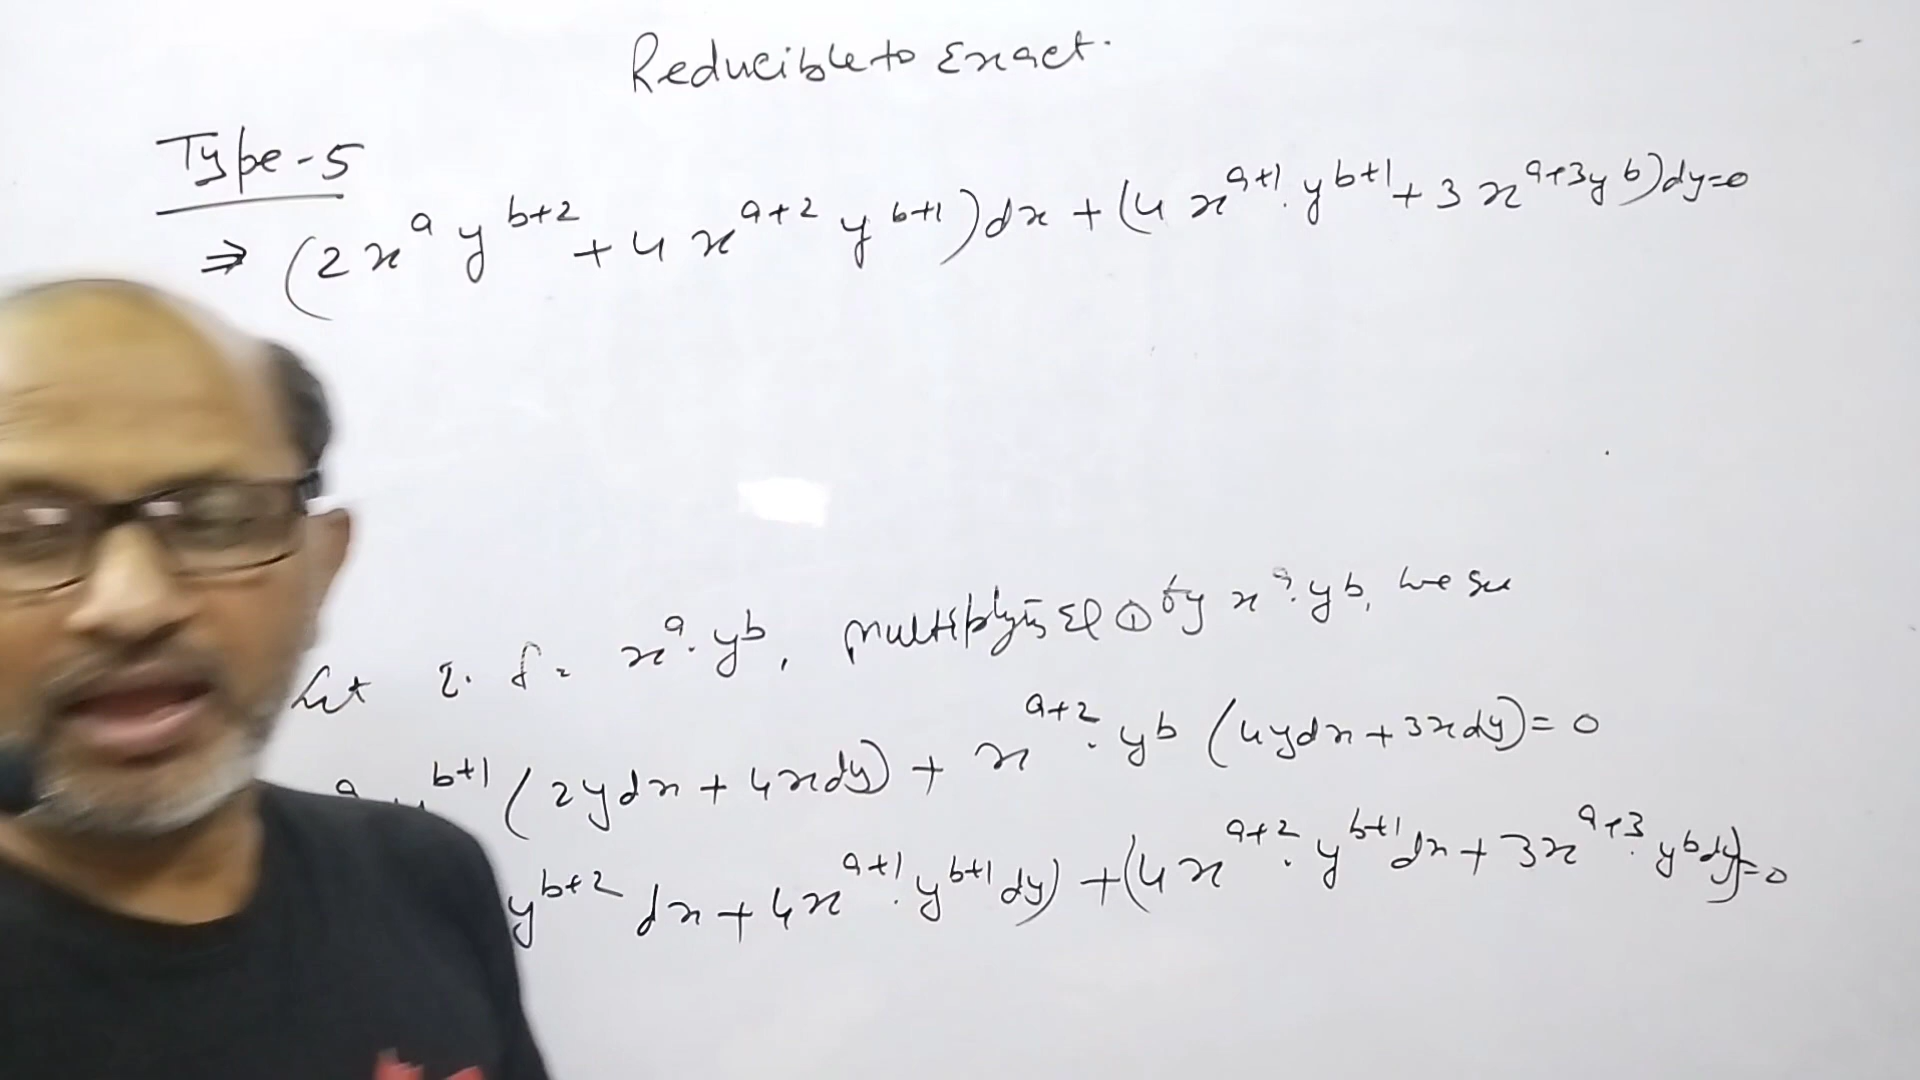 Reducible to Exact.
Type-5
⇒ (2x^a y^{b+2} + 4x^{a+2} y^{b+1})dx + (4x^{a+1}.y^{b+1} + 3x^{a+3}y^b)dy=0
Let I.f = x^a.y^b, multiplying Eq ① by x^a.y^b, we see
a y^{b+1} (2ydx + 4xdy) + x^{a+2}.y^b (4ydx + 3xdy) = 0
y^{b+2} dx + 4x^{a+1}.y^{b+1}dy) + (4x^{a+2}.y^{b+1}dx + 3x^{a+3}.y^b dy)=0